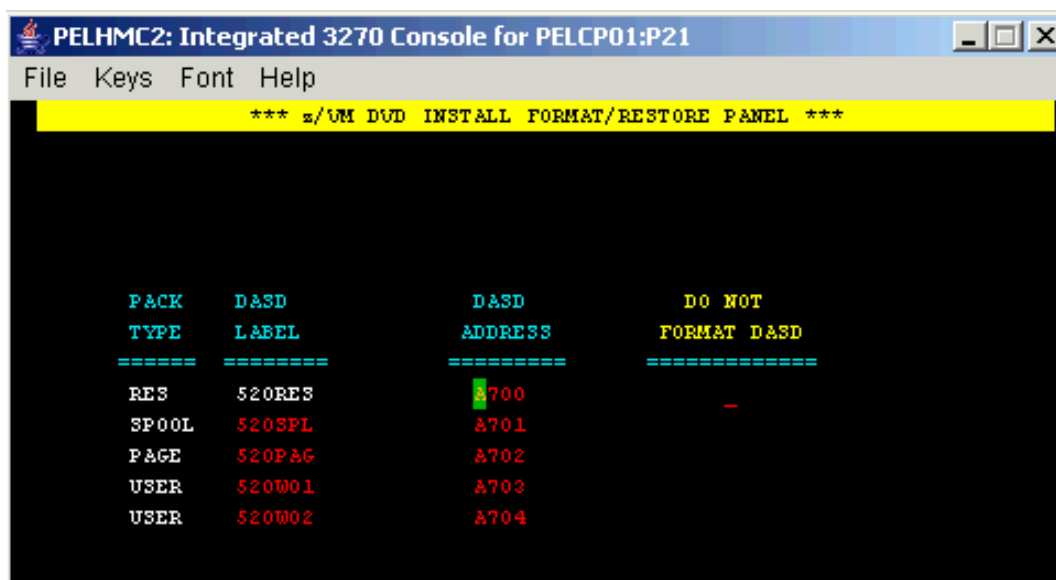 PELHMC2: Integrated 3270 Console for PELCP01:P21
File Keys Font Help
*** z/VM DVD INSTALL FORMAT/RESTORE PANEL ***
PACK DASD DASD DO NOT
TYPE LABEL ADDRESS FORMAT DASD
====== ======== ========= =============
RES 520RES A700 _
SPOOL 520SPL A701
PAGE 520PAG A702
USER 520W01 A703
USER 520W02 A704